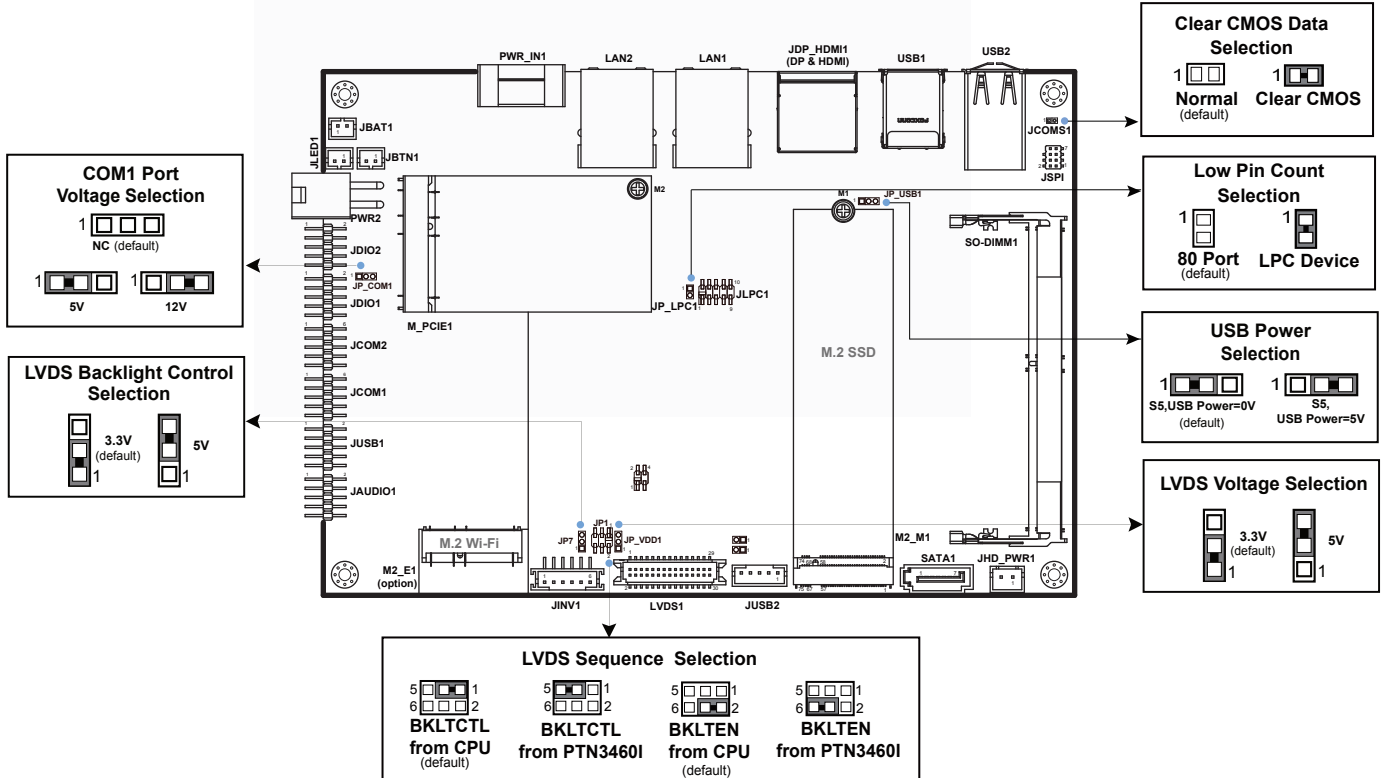 Clear CMOS Data
Selection
1
Normal
(default)
1
Clear CMOS
PWR_IN1
LAN2
LAN1
JDP_HDMI1
(DP & HDMI)
USB1
USB2
FOXCONN
JCOMS1
JSPI
JBAT1
JLED1
JBTN1
PWR2
M2
M1
JP_USB1
SO-DIMM1
COM1 Port
Voltage Selection
1
NC (default)
1
5V
1
12V
Low Pin Count
Selection
1
80 Port
(default)
1
LPC Device
JDIO2
JP_COM1
JDIO1
M_PCIE1
JP_LPC1
JLPC1
JCOM2
M.2 SSD
USB Power
Selection
1
S5,USB Power=0V
(default)
1
S5,
USB Power=5V
LVDS Backlight Control
Selection
3.3V
(default)
1
5V
1
JCOM1
JUSB1
JAUDIO1
LVDS Voltage Selection
3.3V
(default)
1
5V
1
JP1
JP7
JP_VDD1
M.2 Wi-Fi
M2_E1
(option)
M2_M1
SATA1
JHD_PWR1
JINV1
LVDS1
JUSB2
LVDS Sequence Selection
5 1
6 2
BKLTCTL
from CPU
(default)
5 1
6 2
BKLTCTL
from PTN3460I
5 1
6 2
BKLTEN
from CPU
(default)
5 1
6 2
BKLTEN
from PTN3460I